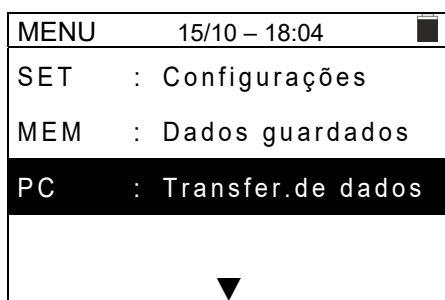 MENU 15/10 – 18:04
SET : Configurações
MEM : Dados guardados
PC : Transfer.de dados